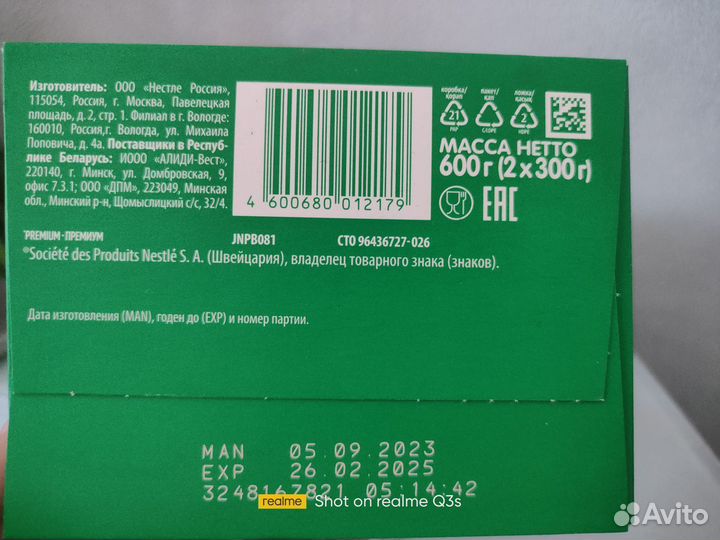 Изготовитель: ООО «Нестле Россия»,
115054, Россия, г. Москва, Павелецкая
площадь, д. 2, стр. 1. Филиал в г. Вологде:
160010, Россия,г. Вологда, ул. Михаила
Поповича, д. 4а. Поставщики в Респуб-
лике Беларусь: ИООО «АЛИДИ-Вест»,
220140, г. Минск, ул. Домбровская, 9,
офис 7.3.1; ООО «ДПМ», 223049, Минская
обл., Минский р-н, Щомыслицкий с/с, 32/4.
4 600680 012179
коробка/ қорап
пакет/ қап
ложка/ қасық
21
2
PAP
C/LDPE
HDPE
МАССА НЕТТО
600 г (2 х 300 г)
EAC
*PREMIUM - ПРЕМИУМ
JNPB081
СТО 96436727-026
®Société des Produits Nestlé S. A. (Швейцария), владелец товарного знака (знаков).
Дата изготовления (MAN), годен до (EXP) и номер партии.
MAN 05.09.2023
EXP 26.02.2025
3248167821 05:14:42
realme Shot on realme Q3s
Avito